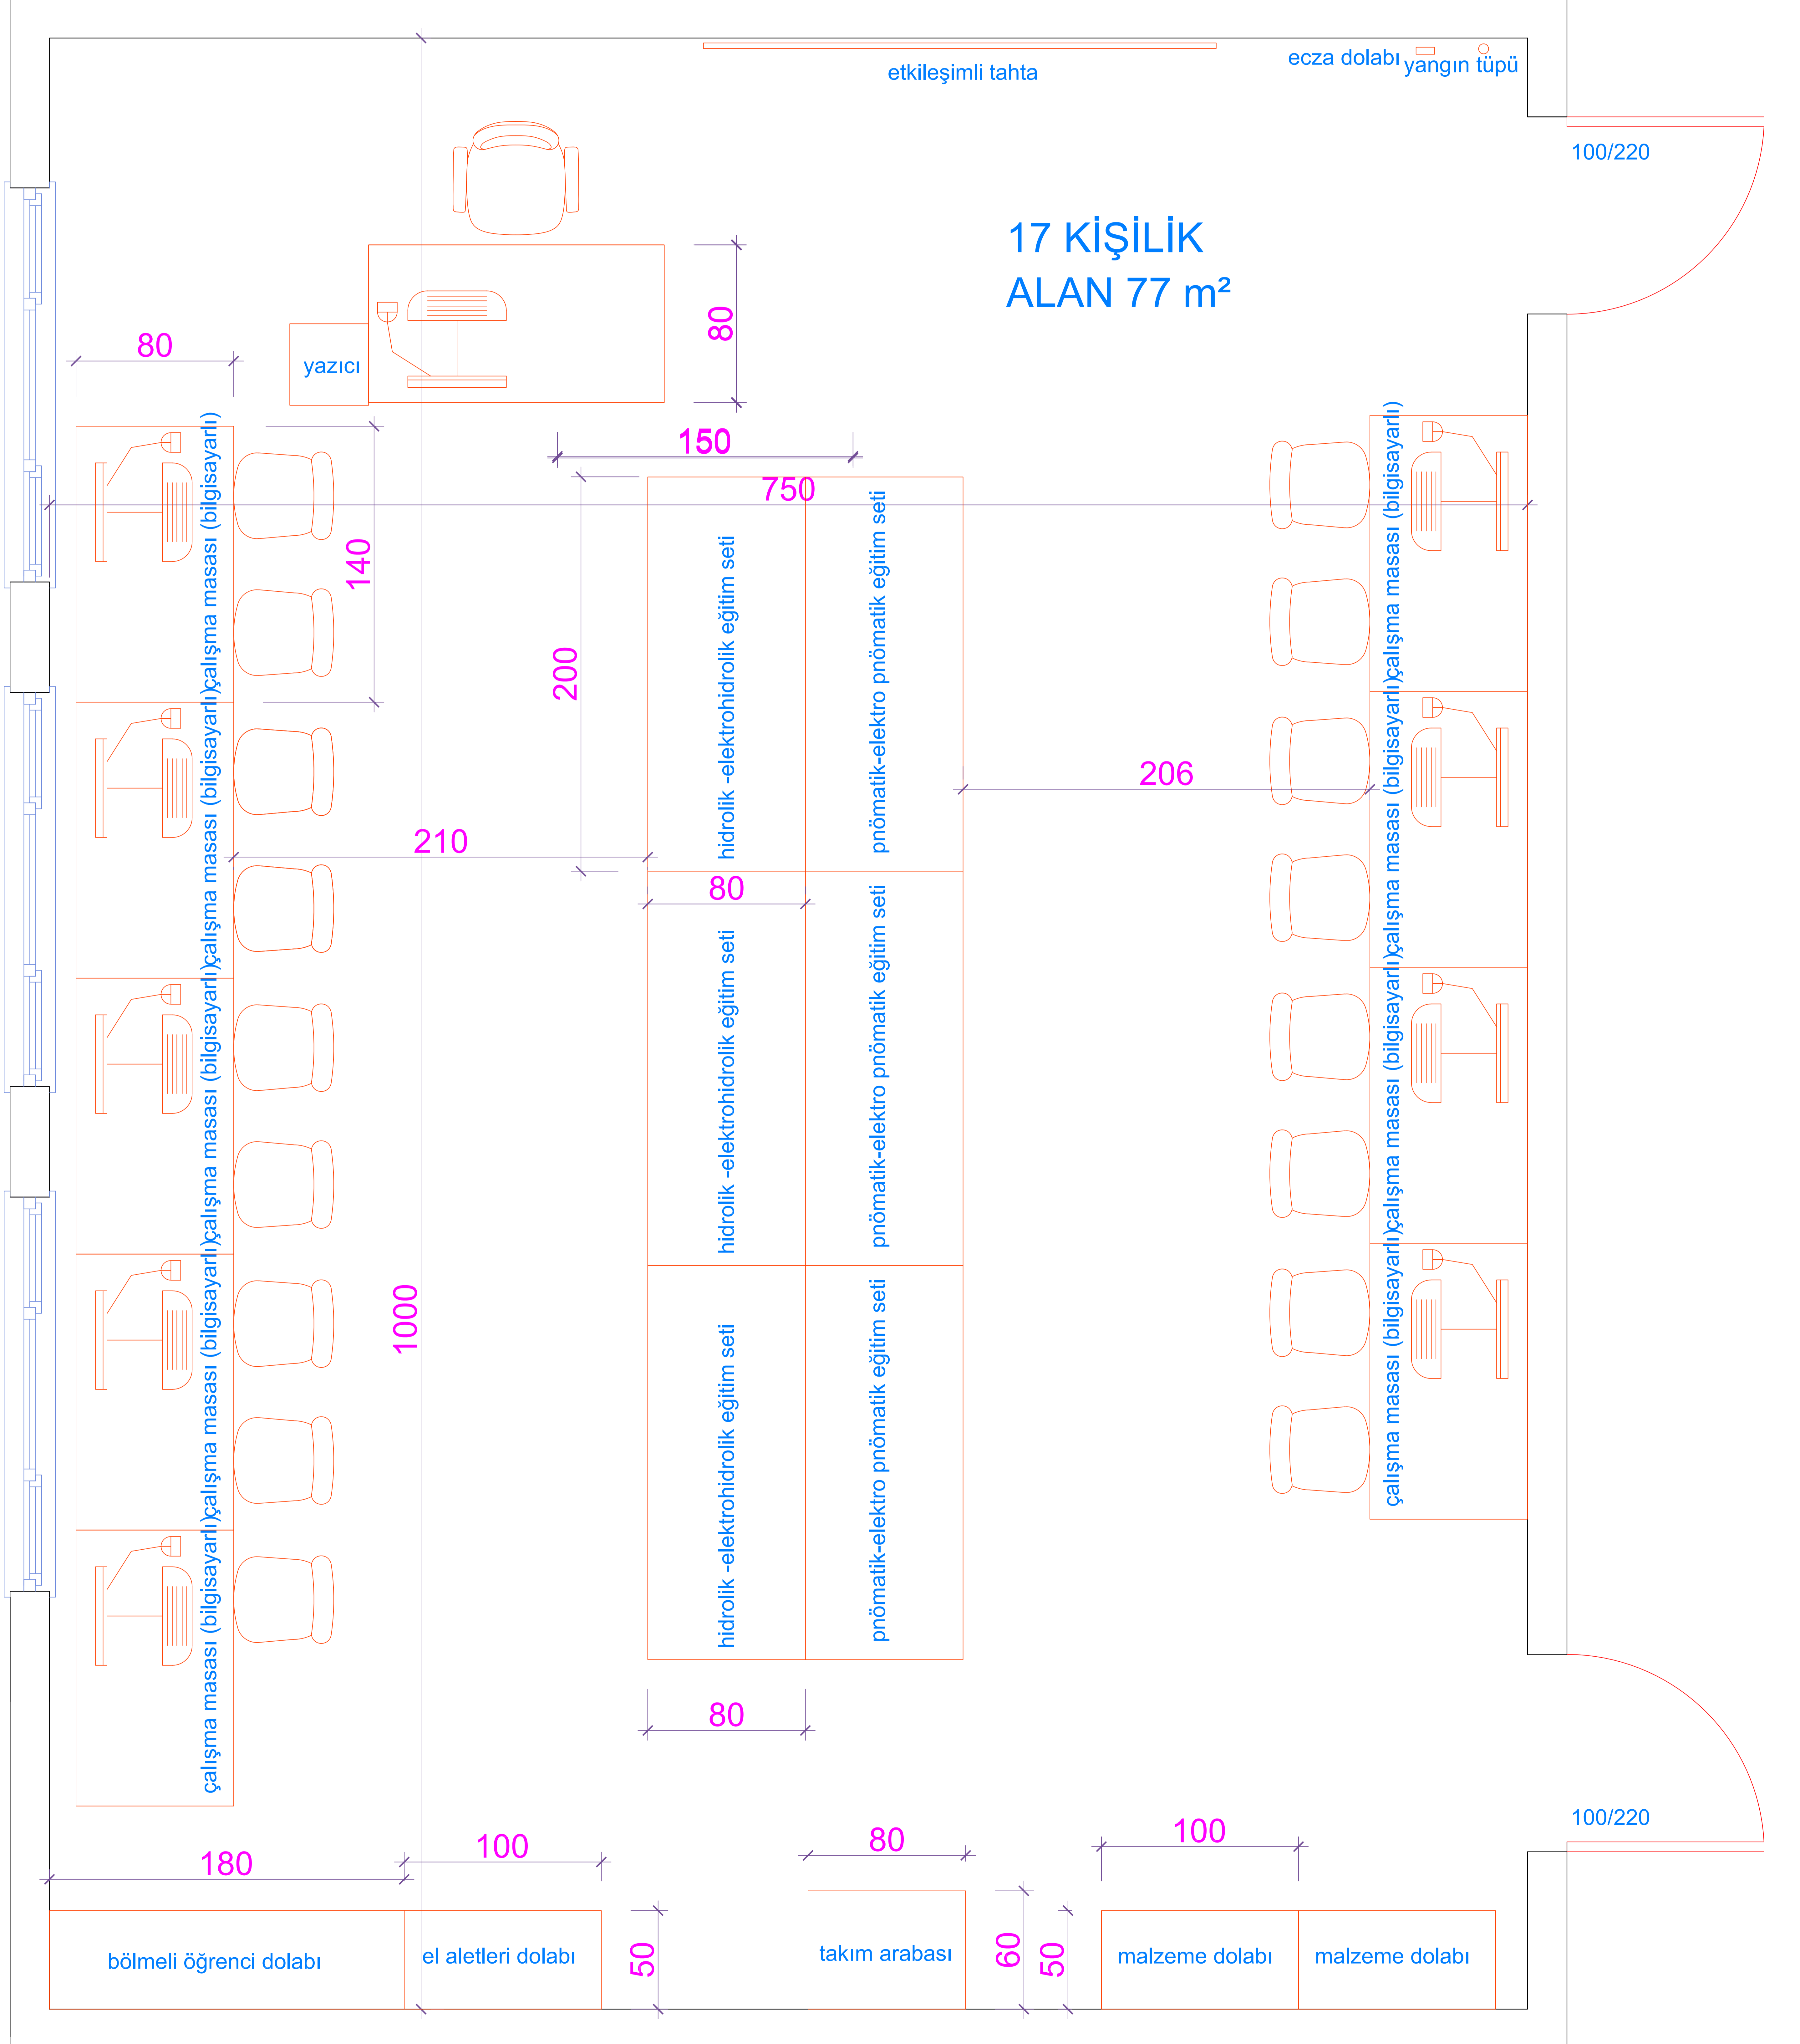 ecza dolabı
yangın tüpü
etkileşimli tahta
100/220
17 KİŞİLİK
ALAN 77 m²
80
yazıcı
80
150
750
140
200
çalışma masası (bilgisayarlı)
çalışma masası (bilgisayarlı)
çalışma masası (bilgisayarlı)
çalışma masası (bilgisayarlı)
çalışma masası (bilgisayarlı)
hidrolik -elektrohidrolik eğitim seti
pnömatik-elektro pnömatik eğitim seti
hidrolik -elektrohidrolik eğitim seti
pnömatik-elektro pnömatik eğitim seti
hidrolik -elektrohidrolik eğitim seti
pnömatik-elektro pnömatik eğitim seti
çalışma masası (bilgisayarlı)
çalışma masası (bilgisayarlı)
çalışma masası (bilgisayarlı)
çalışma masası (bilgisayarlı)
206
210
80
1000
80
100/220
180
100
80
100
50
60
50
bölmeli öğrenci dolabı
el aletleri dolabı
takım arabası
malzeme dolabı
malzeme dolabı